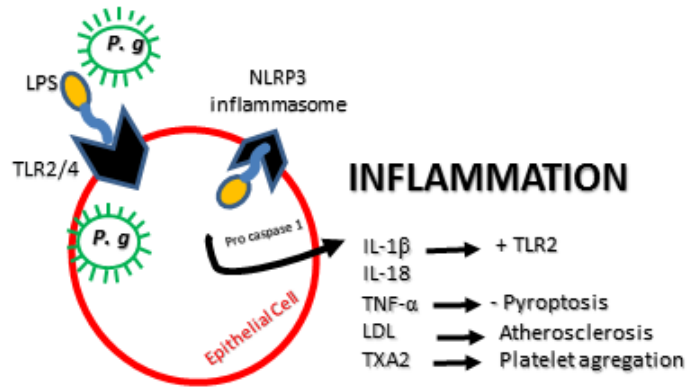 P. g
LPS
NLRP3
inflammasome
TLR2/4
INFLAMMATION
P. g
Pro caspase 1
Epithelial Cell
IL-1β + TLR2
IL-18
TNF-α - Pyroptosis
LDL Atherosclerosis
TXA2 Platelet agregation